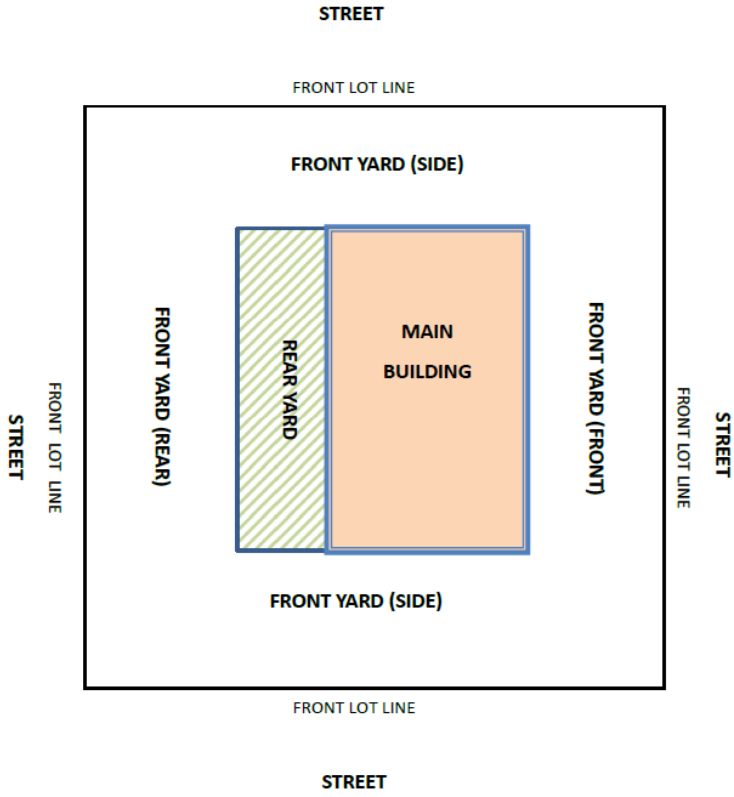 STREET
FRONT LOT LINE
FRONT YARD (SIDE)
STREET
FRONT LOT LINE
FRONT YARD (REAR)
REAR YARD
MAIN
BUILDING
FRONT YARD (FRONT)
FRONT LOT LINE
STREET
FRONT YARD (SIDE)
FRONT LOT LINE
STREET